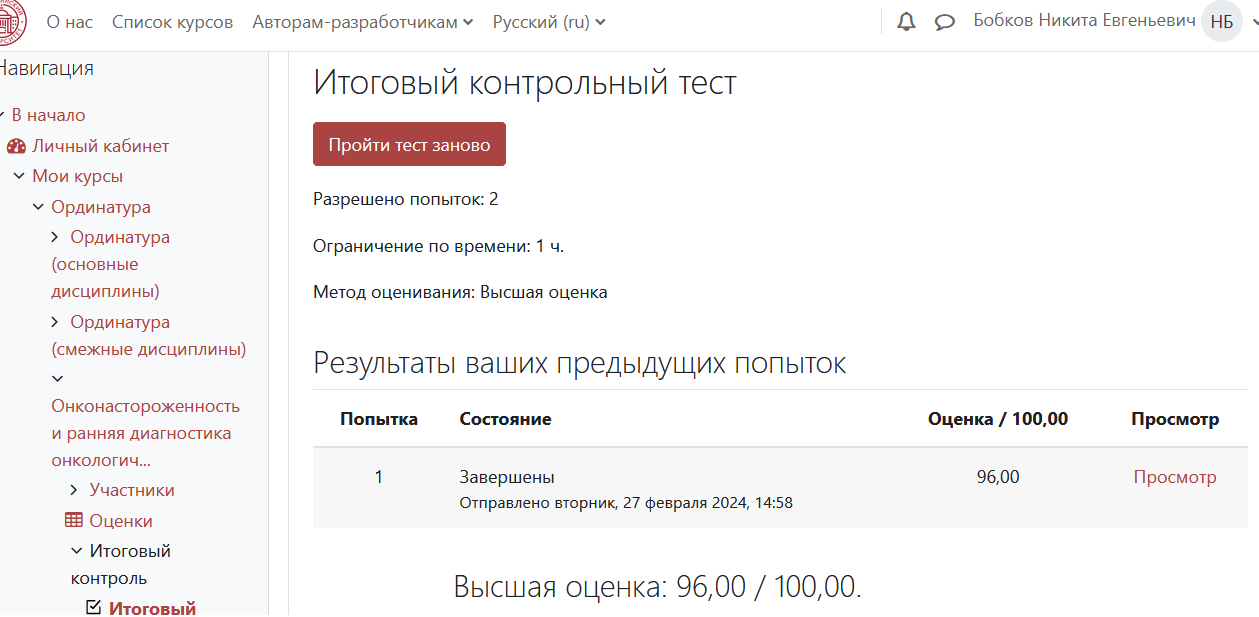 О нас Список курсов Авторам-разработчикам Русский (ru) Бобков Никита Евгеньевич НБ
Навигация
В начало
Личный кабинет
Мои курсы
Ординатура
Ординатура
(основные
дисциплины)
Ординатура
(смежные дисциплины)
Онконастороженность
и ранняя диагностика
онкологич...
Участники
Оценки
Итоговый
контроль
Итоговый
Итоговый контрольный тест
Пройти тест заново
Разрешено попыток: 2
Ограничение по времени: 1 ч.
Метод оценивания: Высшая оценка
Результаты ваших предыдущих попыток
Попытка Состояние Оценка / 100,00 Просмотр
1 Завершены 96,00 Просмотр
Отправлено вторник, 27 февраля 2024, 14:58
Высшая оценка: 96,00 / 100,00.